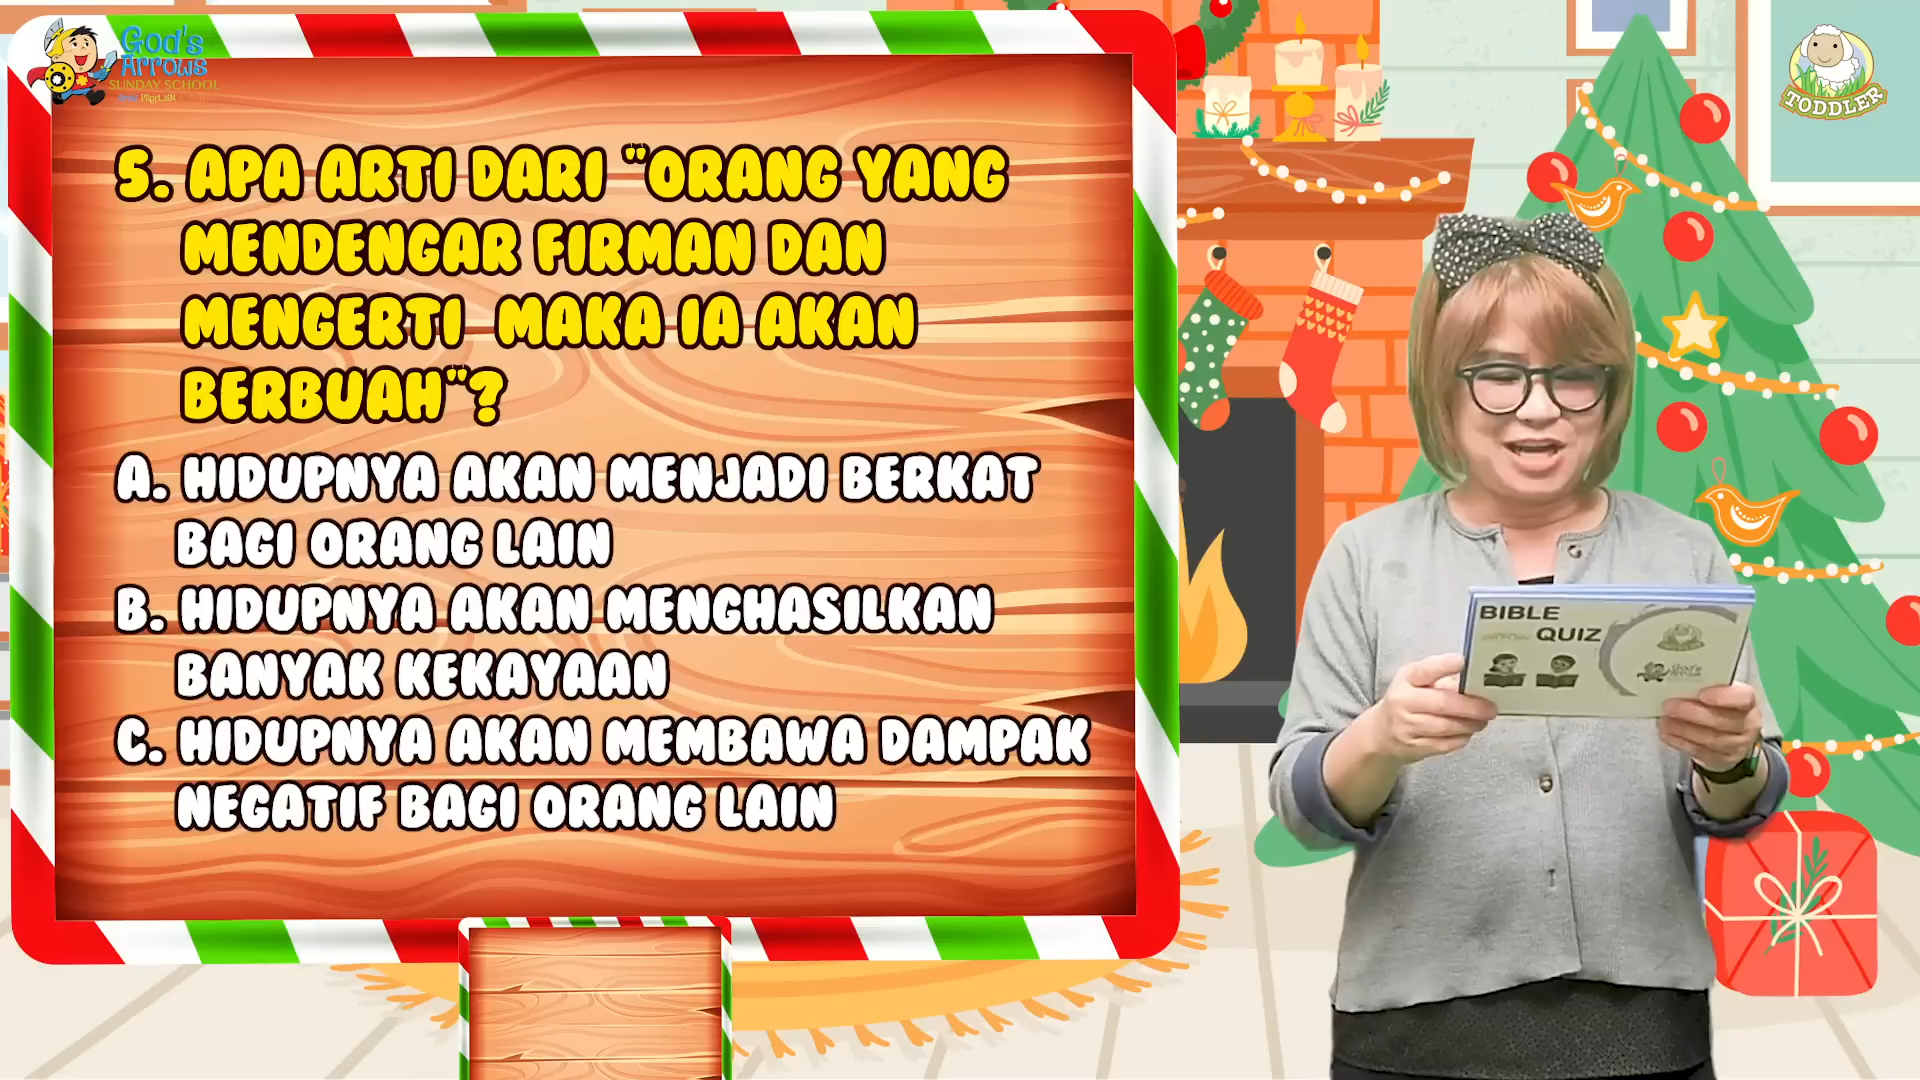 God's
Arrows
SUNDAY SCHOOL
TODDLER
5. APA ARTI DARI "ORANG YANG
MENDENGAR FIRMAN DAN
MENGERTI MAKA IA AKAN
BERBUAH"?
A. HIDUPNYA AKAN MENJADI BERKAT
BAGI ORANG LAIN
B. HIDUPNYA AKAN MENGHASILKAN
BANYAK KEKAYAAN
C. HIDUPNYA AKAN MEMBAWA DAMPAK
NEGATIF BAGI ORANG LAIN
BIBLE
QUIZ